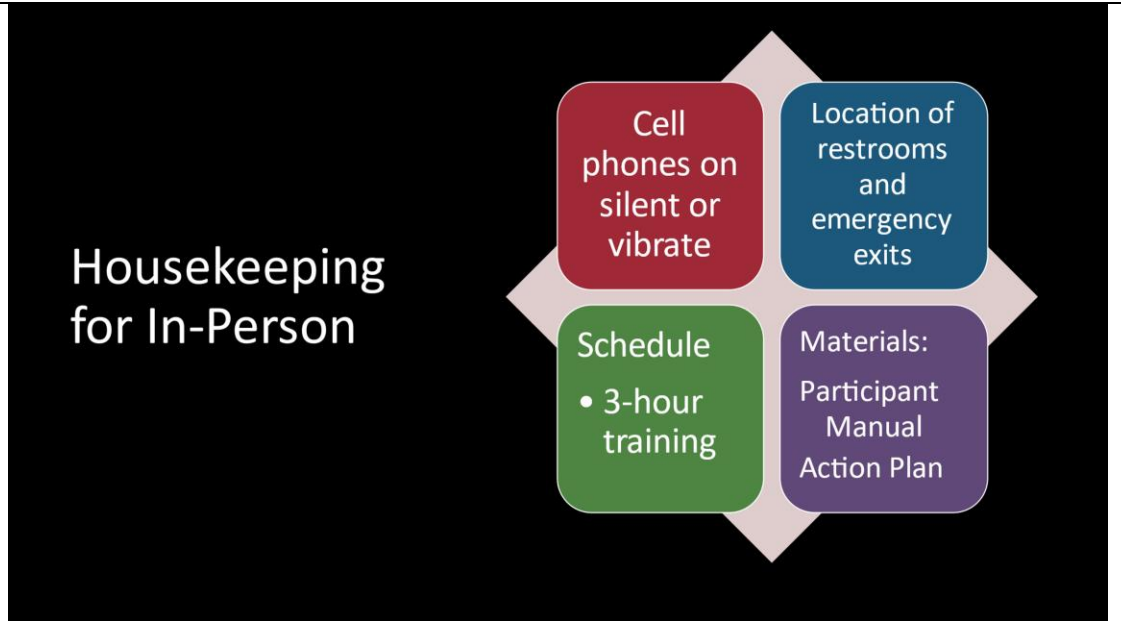 Housekeeping
for In-Person
Cell
phones on
silent or
vibrate
Location of
restrooms
and
emergency
exits
Schedule
• 3-hour
training
Materials:
Participant
Manual
Action Plan